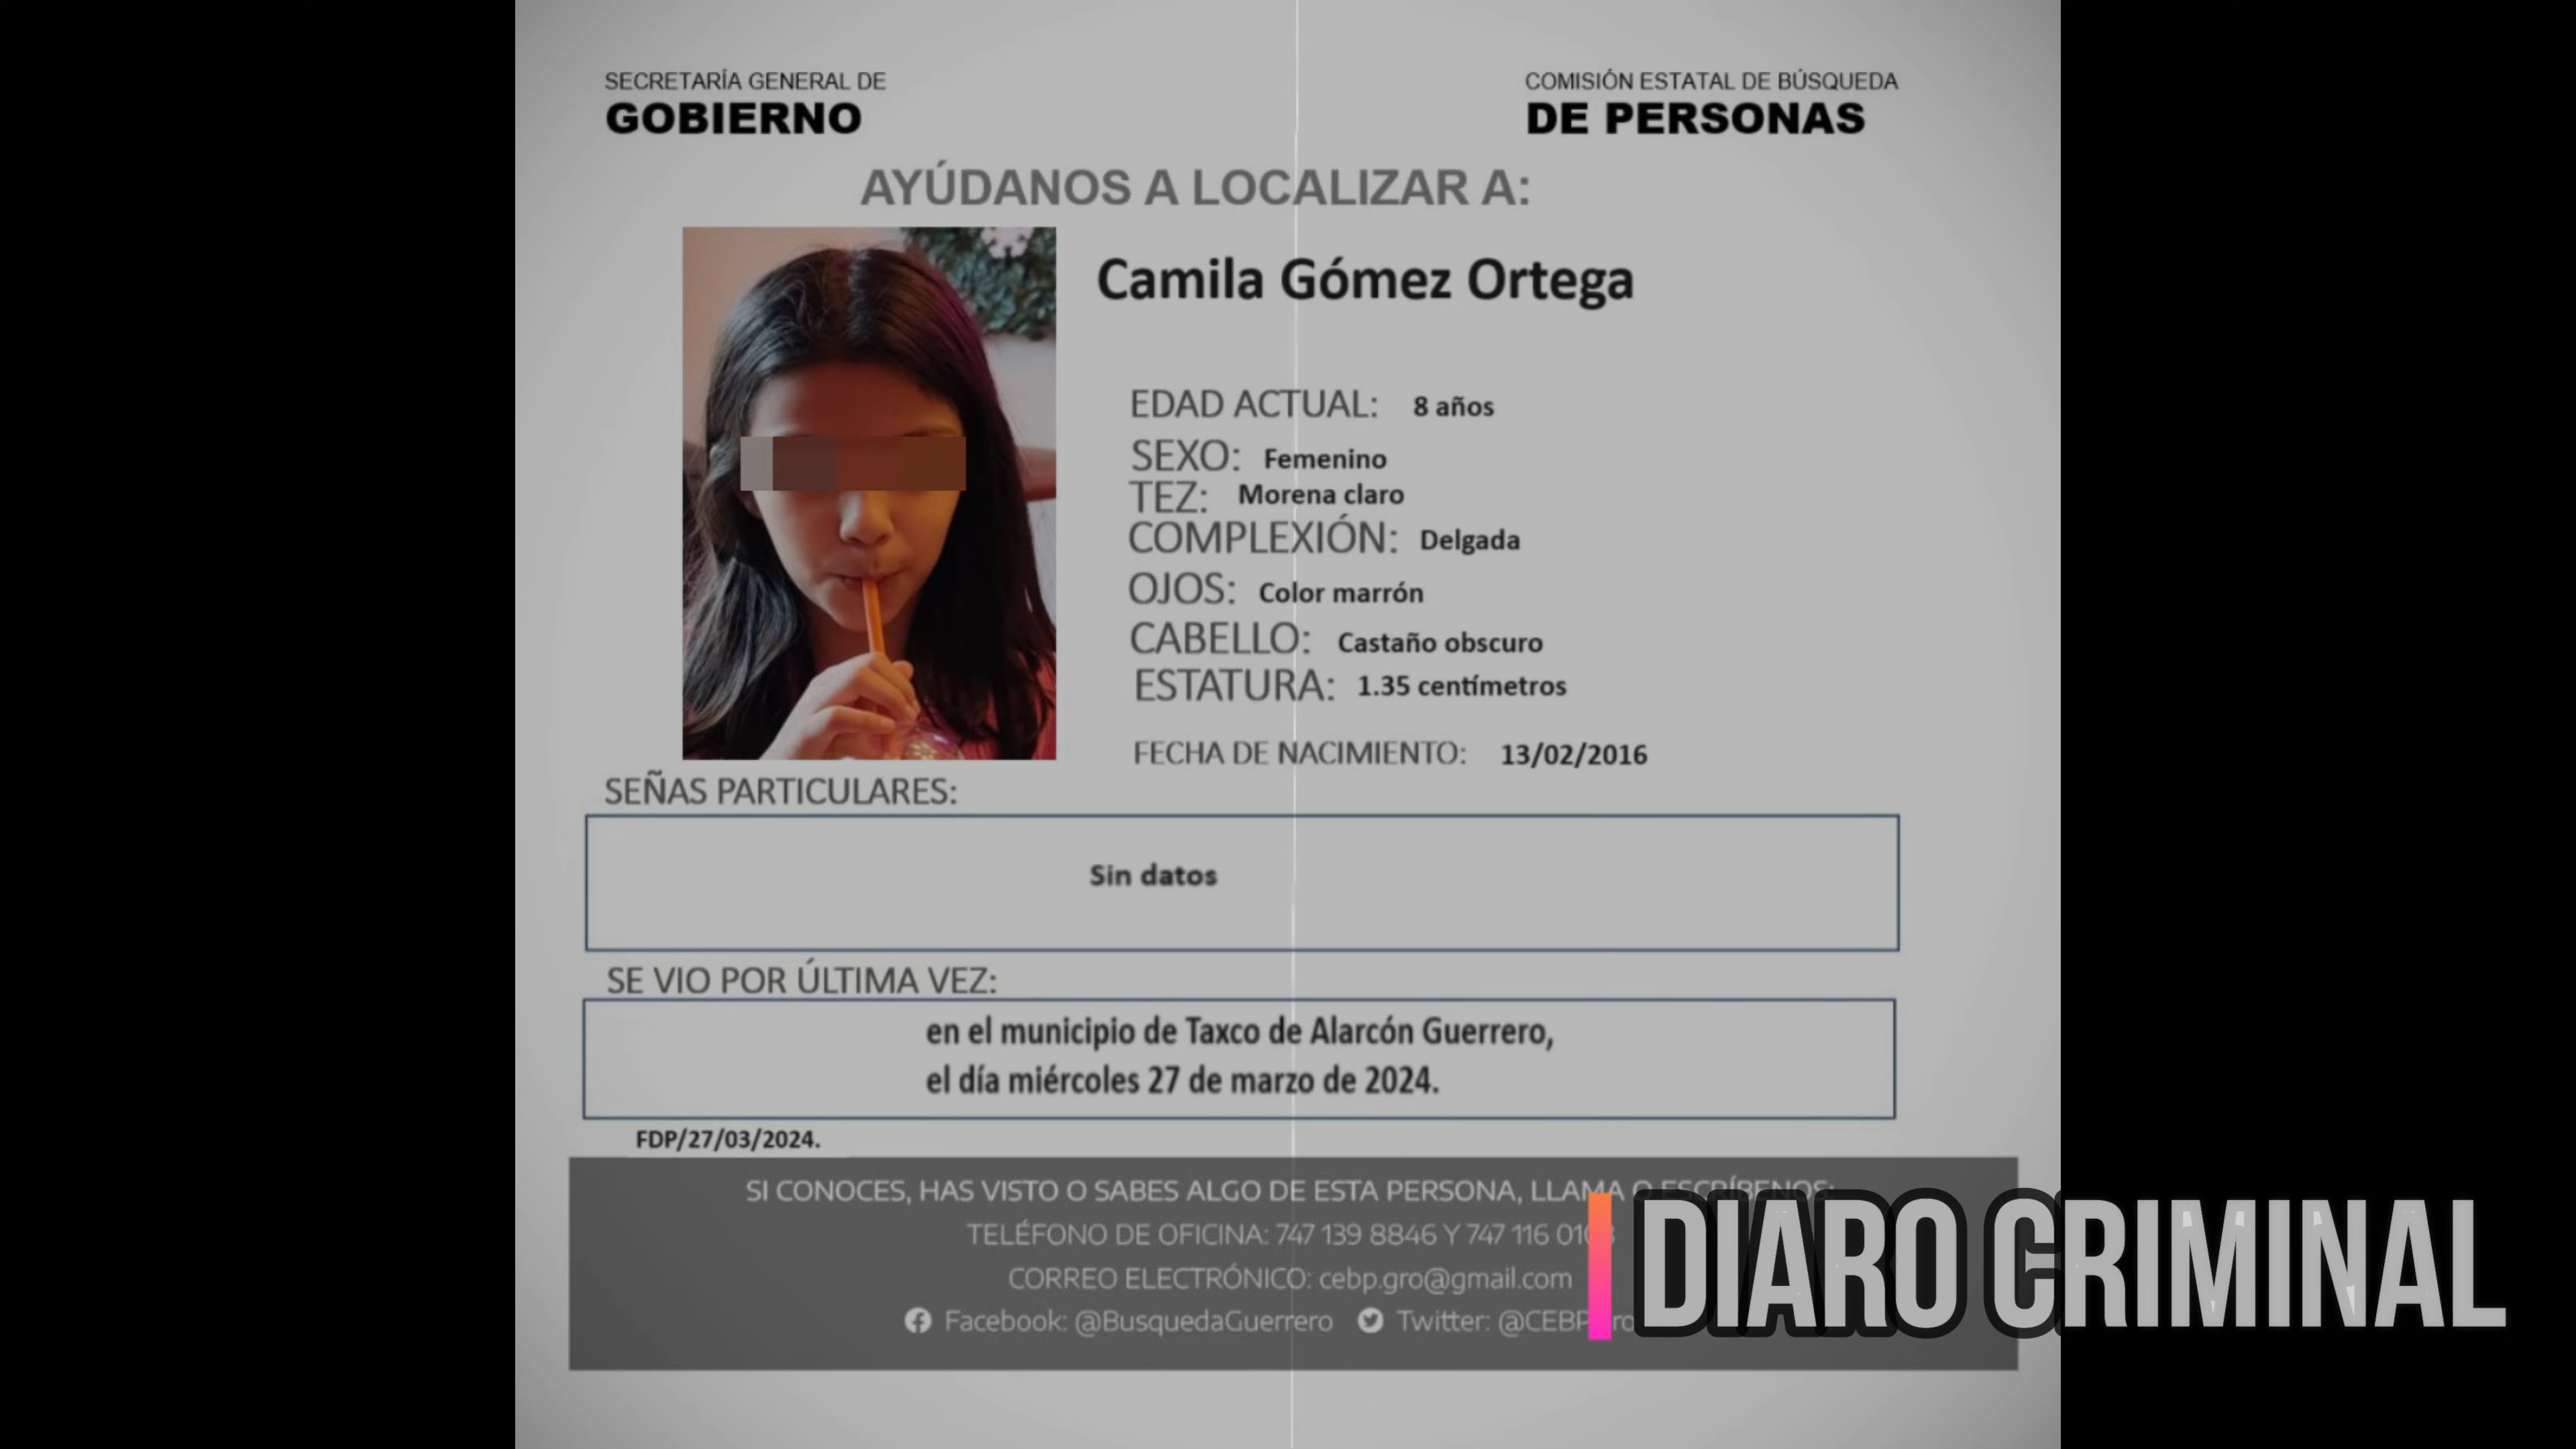 SECRETARÍA GENERAL DE
GOBIERNO
COMISIÓN ESTATAL DE BÚSQUEDA
DE PERSONAS
AYÚDANOS A LOCALIZAR A:
Camila Gómez Ortega
EDAD ACTUAL: 8 años
SEXO: Femenino
TEZ: Morena claro
COMPLEXIÓN: Delgada
OJOS: Color marrón
CABELLO: Castaño obscuro
ESTATURA: 1.35 centímetros
FECHA DE NACIMIENTO: 13/02/2016
SEÑAS PARTICULARES:
Sin datos
SE VIO POR ÚLTIMA VEZ:
en el municipio de Taxco de Alarcón Guerrero,
el día miércoles 27 de marzo de 2024.
FDP/27/03/2024.
SI CONOCES, HAS VISTO O SABES ALGO DE ESTA PERSONA, LLAMA O ESCRÍBENOS:
TELÉFONO DE OFICINA: 747 139 8846 Y 747 116
CORREO ELECTRÓNICO: cebp.gro@gmail.com
Facebook: @BusquedaGuerrero Twitter:
DIARO CRIMINAL